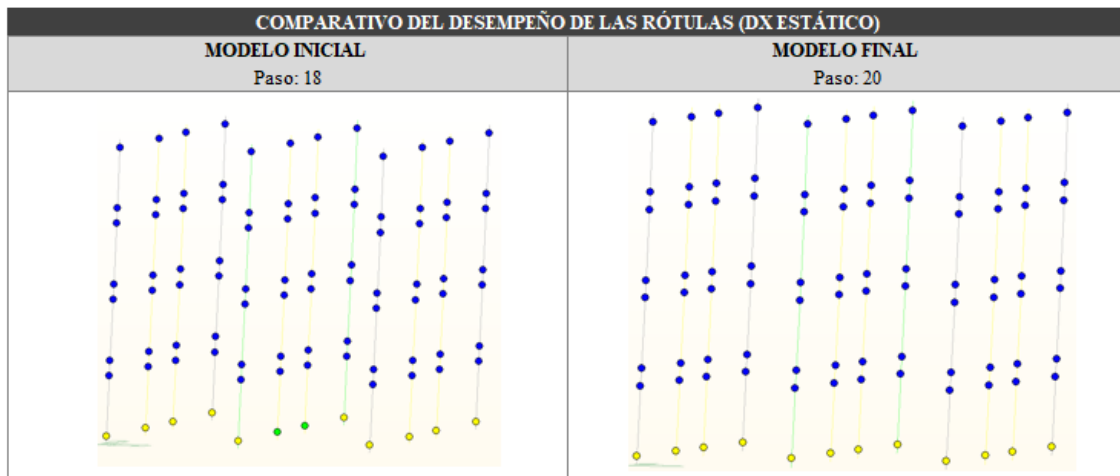 COMPARATIVO DEL DESEMPEÑO DE LAS RÓTULAS (DX ESTÁTICO)
MODELO INICIAL
Paso: 18
MODELO FINAL
Paso: 20